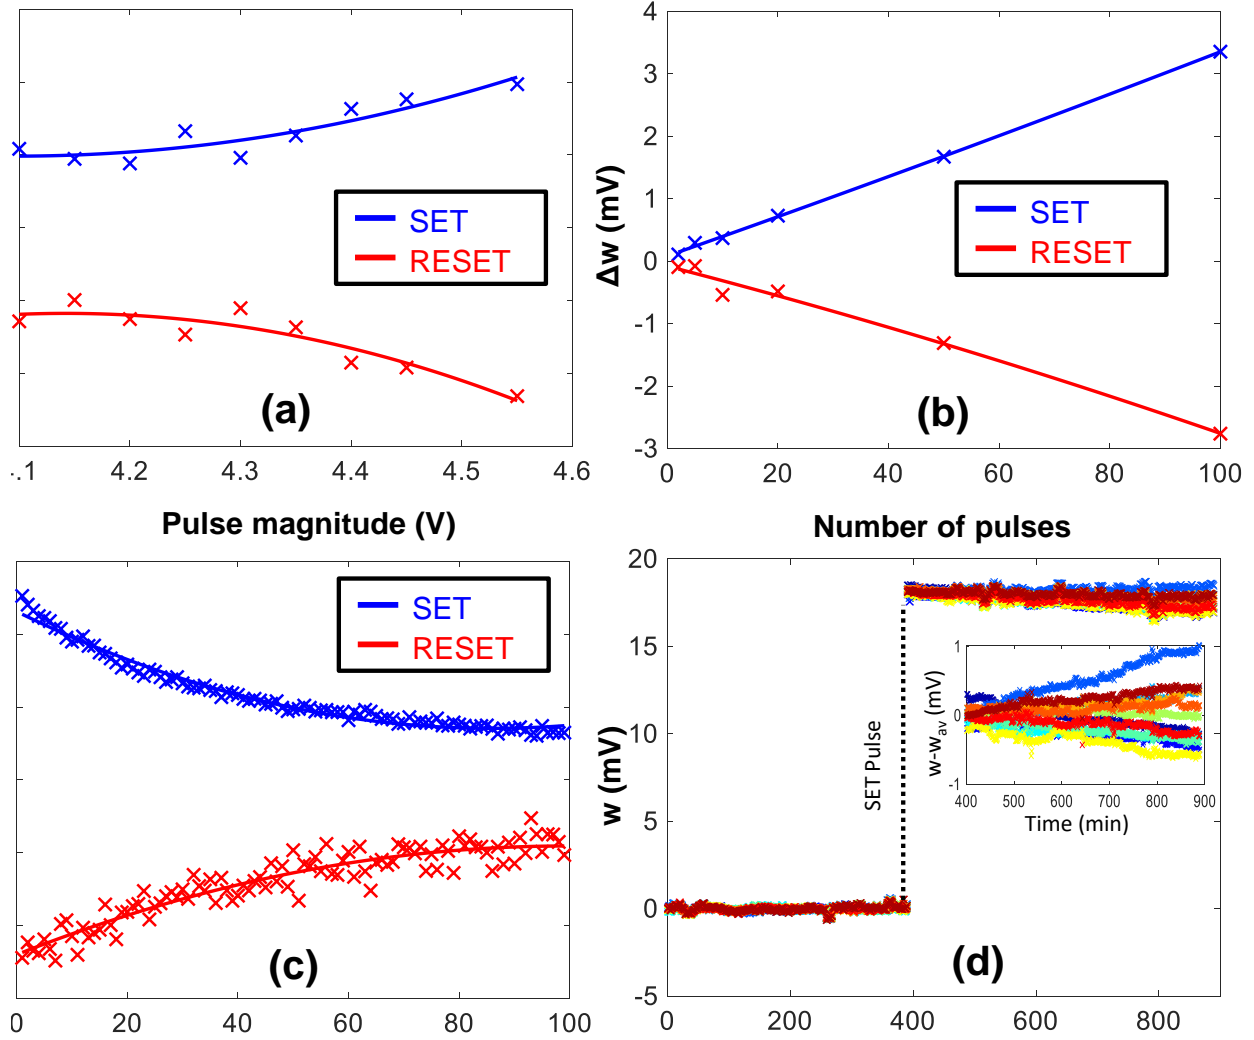 SET
RESET
(a)
.1 4.2 4.3 4.4 4.5 4.6
Pulse magnitude (V)
4
3
2
1
0
-1
-2
-3
Δw (mV)
SET
RESET
(b)
0 20 40 60 80 100
Number of pulses
SET
RESET
(c)
0 20 40 60 80 100
20
15
10
5
0
-5
w (mV)
SET Pulse
1
0
-1
w-wav (mV)
400 500 600 700 800 900
Time (min)
(d)
0 200 400 600 800